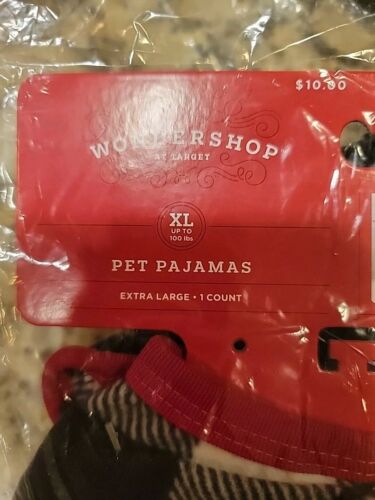 $10.00
WONDERSHOP
AT TARGET
XL
UP TO
100 lbs
PET PAJAMAS
EXTRA LARGE • 1 COUNT